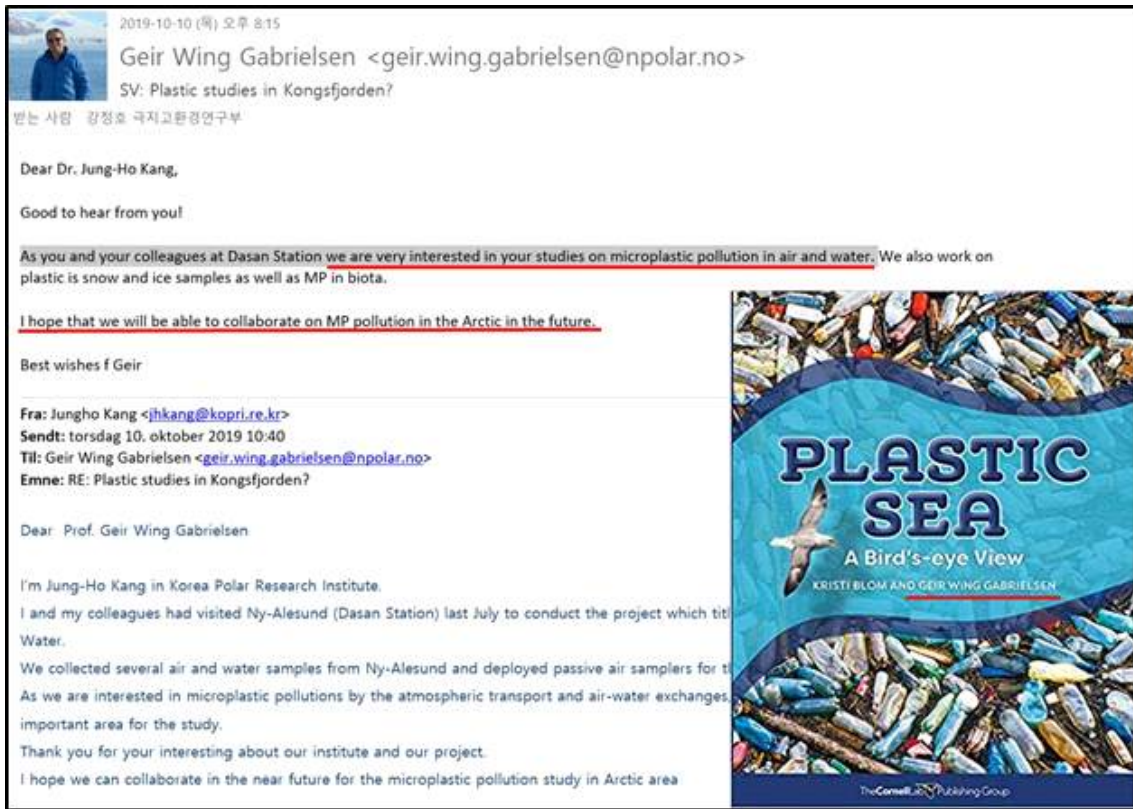 2019-10-10 (목) 오후 8:15
Geir Wing Gabrielsen <geir.wing.gabrielsen@npolar.no>
SV: Plastic studies in Kongsfjorden?
받는 사람 강정호 극지고환경연구부
Dear Dr. Jung-Ho Kang,
Good to hear from you!
As you and your colleagues at Dasan Station we are very interested in your studies on microplastic pollution in air and water. We also work on
plastic is snow and ice samples as well as MP in biota.
I hope that we will be able to collaborate on MP pollution in the Arctic in the future.
Best wishes f Geir
Fra: Jungho Kang <jhkang@kopri.re.kr>
Sendt: torsdag 10. oktober 2019 10:40
Til: Geir Wing Gabrielsen <geir.wing.gabrielsen@npolar.no>
Emne: RE: Plastic studies in Kongsfjorden?
Dear Prof. Geir Wing Gabrielsen
I'm Jung-Ho Kang in Korea Polar Research Institute.
I and my colleagues had visited Ny-Alesund (Dasan Station) last July to conduct the project which
Water.
We collected several air and water samples from Ny-Alesund and deployed passive air samplers for
As we are interested in microplastic pollutions by the atmospheric transport and air-water exchanges,
important area for the study.
Thank you for your interesting about our institute and our project.
I hope we can collaborate in the near future for the microplastic pollution study in Arctic area
PLASTIC
SEA
A Bird's-eye View
KRISTI BLOM AND GEIR WING GABRIELSEN
TheCornellLab Publishing Group